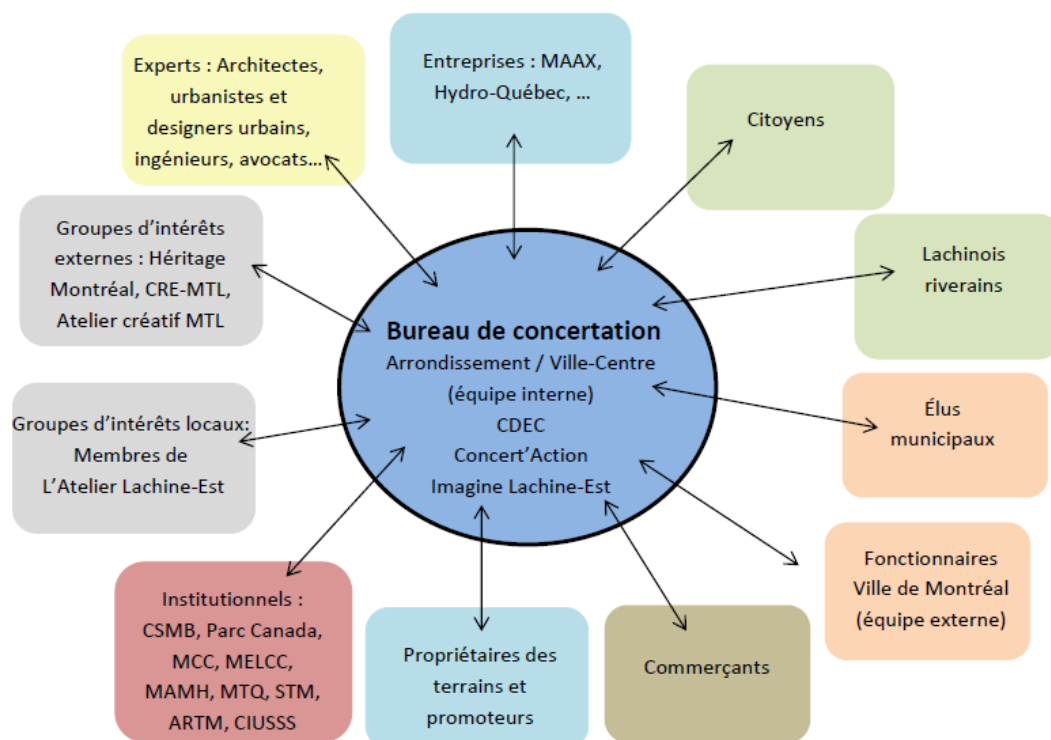 Experts : Architectes,
urbanistes et
designers urbains,
ingénieurs, avocats…
Entreprises : MAAX,
Hydro-Québec, …
Citoyens
Groupes d’intérêts
externes : Héritage
Montréal, CRE-MTL,
Atelier créatif MTL
Lachinois
riverains
Bureau de concertation
Arrondissement / Ville-Centre
(équipe interne)
CDEC
Concert’Action
Imagine Lachine-Est
Groupes d’intérêts locaux:
Membres de
L’Atelier Lachine-Est
Élus
municipaux
Institutionnels :
CSMB, Parc Canada,
MCC, MELCC,
MAMH, MTQ, STM,
ARTM, CIUSSS
Propriétaires des
terrains et
promoteurs
Commerçants
Fonctionnaires
Ville de Montréal
(équipe externe)